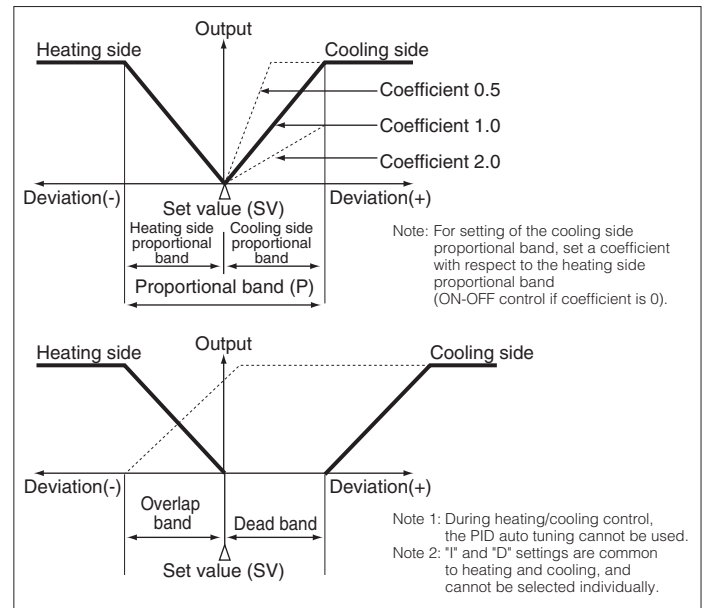 Output
Heating side
Cooling side
Coefficient 0.5
Coefficient 1.0
Coefficient 2.0
Deviation(-)
Set value (SV)
Deviation(+)
Heating side
proportional
band
Cooling side
proportional
band
Proportional band (P)
Note: For setting of the cooling side
proportional band, set a coefficient
with respect to the heating side
proportional band
(ON-OFF control if coefficient is 0).
Heating side
Output
Cooling side
Deviation(-)
Deviation(+)
Overlap
band
Dead band
Set value (SV)
Note 1: During heating/cooling control,
the PID auto tuning cannot be used.
Note 2: "I" and "D" settings are common
to heating and cooling, and
cannot be selected individually.